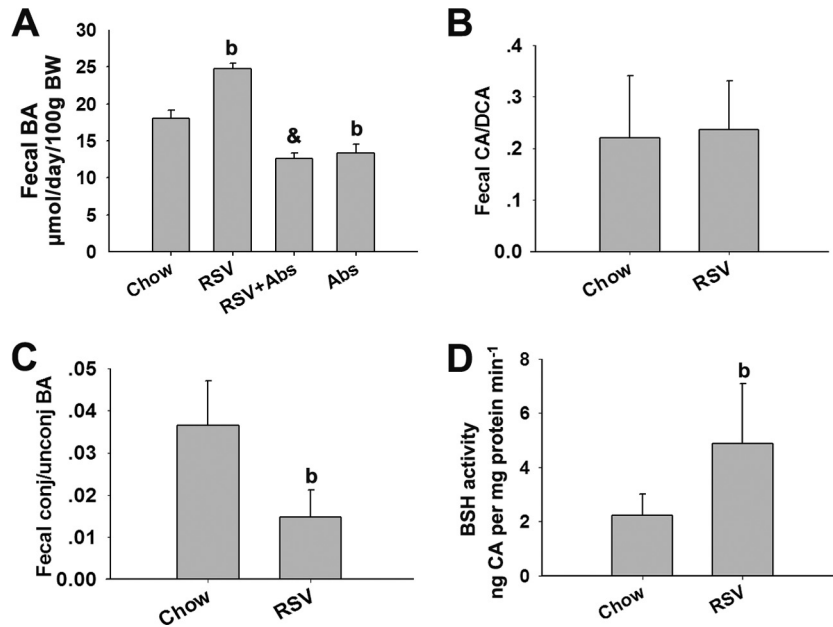 A
Fecal BA
µmol/day/100g BW
30
25
20
15
10
5
0
b
&
b
Chow
RSV
RSV+Abs
Abs
B
Fecal CA/DCA
.4
.3
.2
.1
0.0
Chow
RSV
C
Fecal conj/unconj BA
.05
.04
.03
.02
.01
0.00
b
Chow
RSV
D
BSH activity
ng CA per mg protein min⁻¹
8
6
4
2
0
b
Chow
RSV